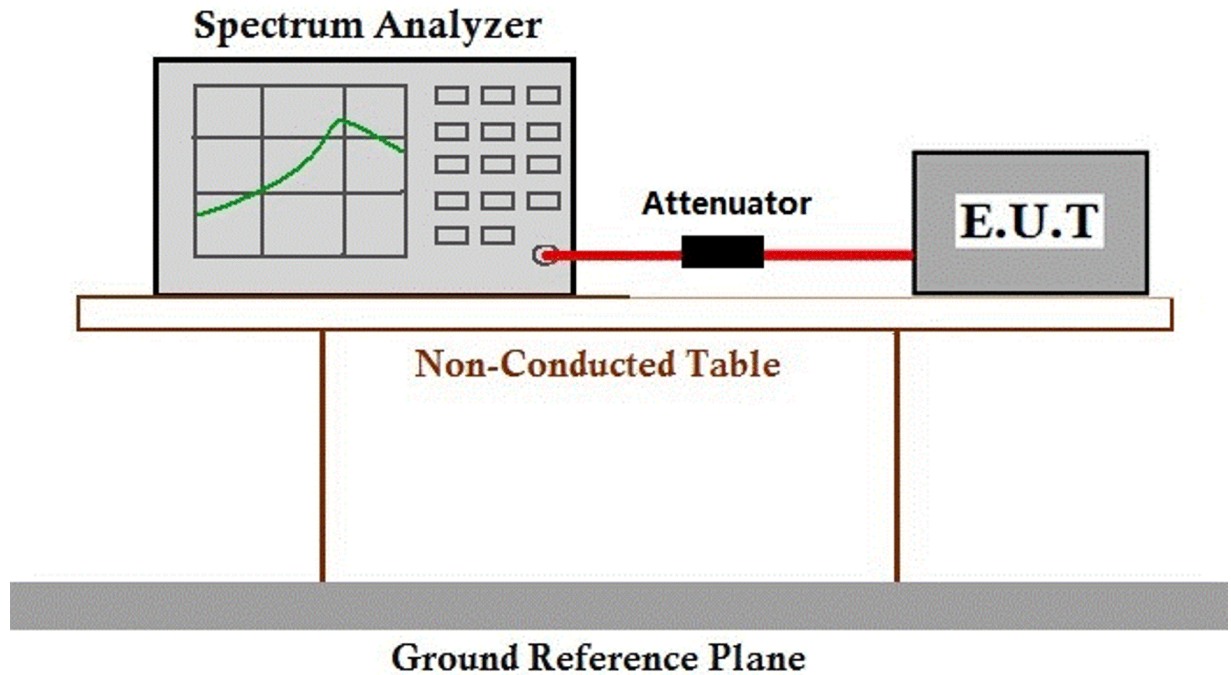 Spectrum Analyzer
Attenuator
E.U.T
Non-Conducted Table
Ground Reference Plane